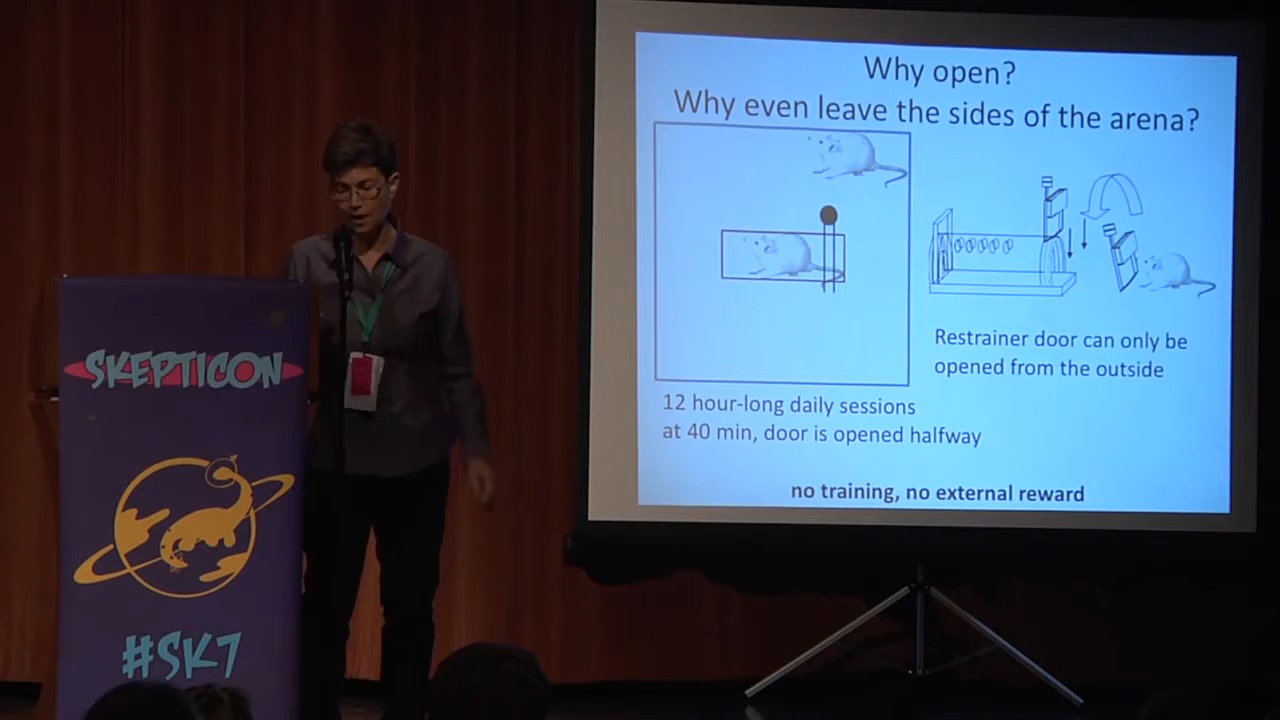 Why open?
Why even leave the sides of the arena?
Restrainer door can only be
opened from the outside
12 hour-long daily sessions
at 40 min, door is opened halfway
no training, no external reward
SKEPTICON
#SK7